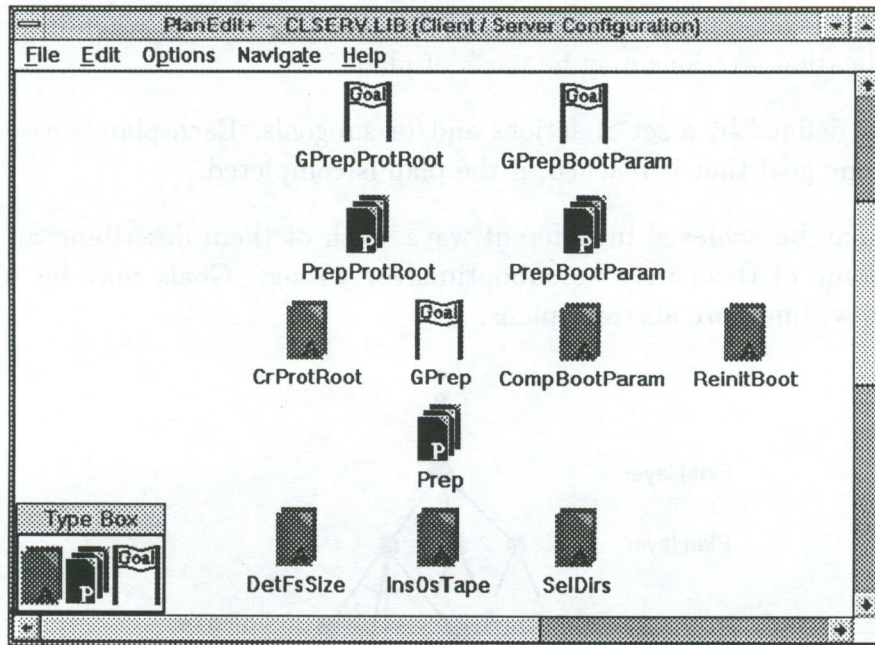 PlanEdit+ - CLSERV.LIB (Client / Server Configuration)
File Edit Options Navigate Help
Goal Goal
GPrepProtRoot GPrepBootParam
P P
PrepProtRoot PrepBootParam
A Goal A A
CrProtRoot GPrep CompBootParam ReinitBoot
P
Prep
Type Box
A P Goal
A A A
DetFsSize InsOsTape SelDirs